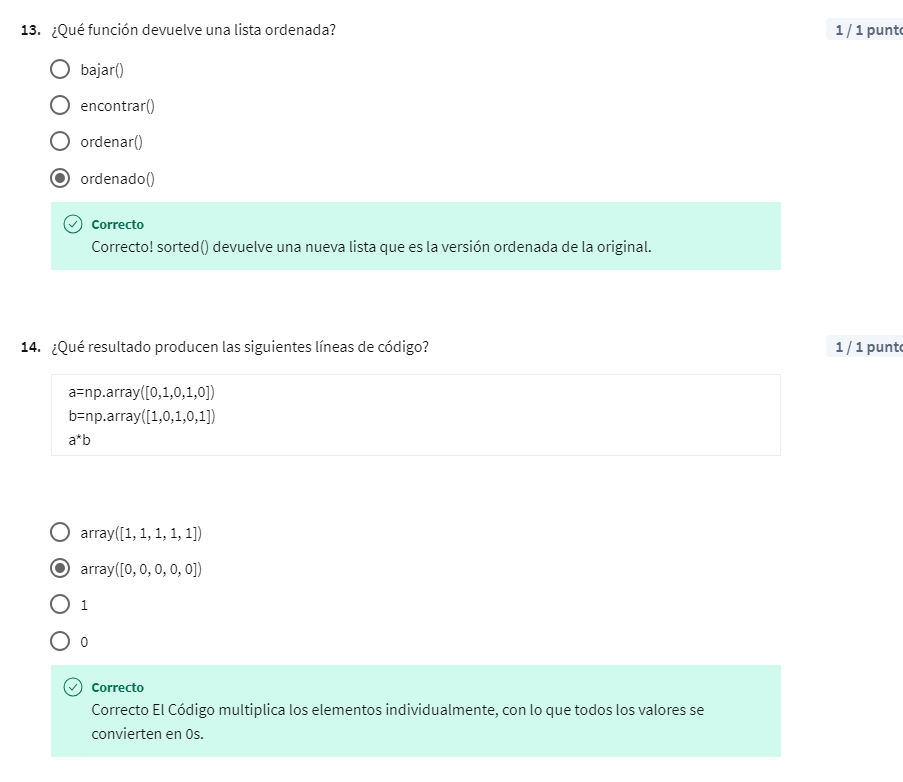 13. ¿Qué función devuelve una lista ordenada?
1 / 1 punto
bajar()
encontrar()
ordenar()
ordenado()
Correcto
Correcto! sorted() devuelve una nueva lista que es la versión ordenada de la original.
14. ¿Qué resultado producen las siguientes líneas de código?
1 / 1 punto
a=np.array([0,1,0,1,0])
b=np.array([1,0,1,0,1])
a*b
array([1, 1, 1, 1, 1])
array([0, 0, 0, 0, 0])
1
0
Correcto
Correcto El Código multiplica los elementos individualmente, con lo que todos los valores se
convierten en 0s.